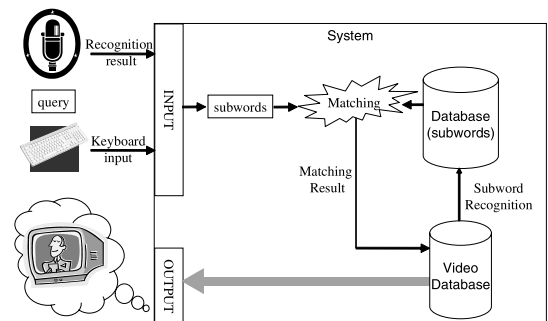 System
Recognition
result
query
Keyboard
input
INPUT
subwords
Matching
Database
(subwords)
Matching
Result
Subword
Recognition
Video
Database
OUTPUT